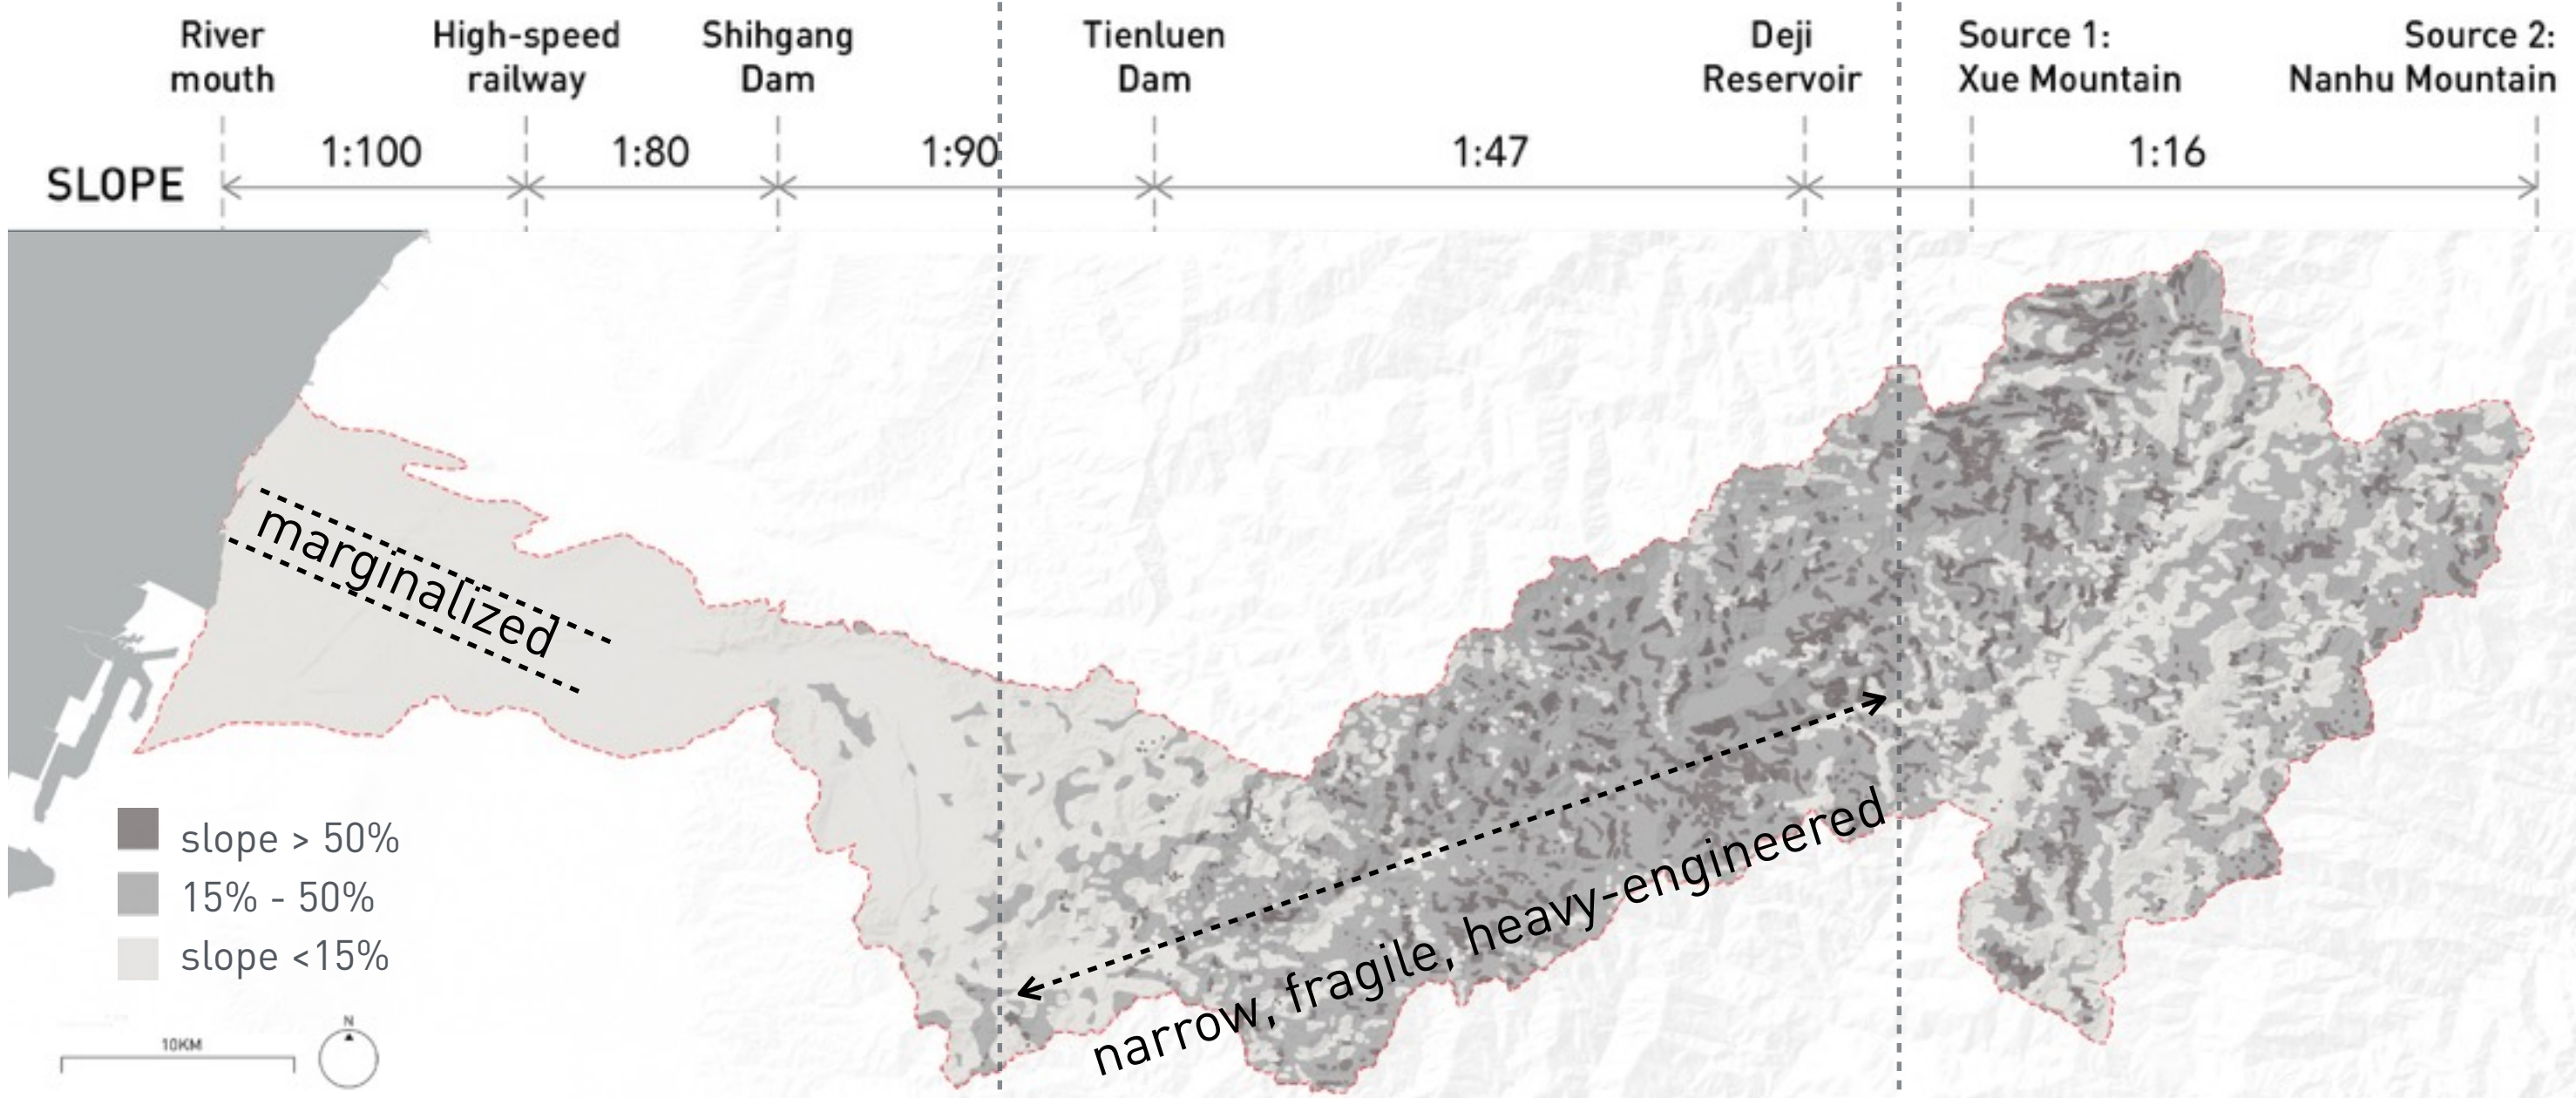 River
mouth
High-speed
railway
Shihgang
Dam
Tienluen
Dam
Deji
Reservoir
Source 1:
Xue Mountain
Source 2:
Nanhu Mountain
SLOPE
1:100
1:80
1:90
1:47
1:16
marginalized
narrow, fragile, heavy-engineered
slope > 50%
15% - 50%
slope <15%
10KM
N